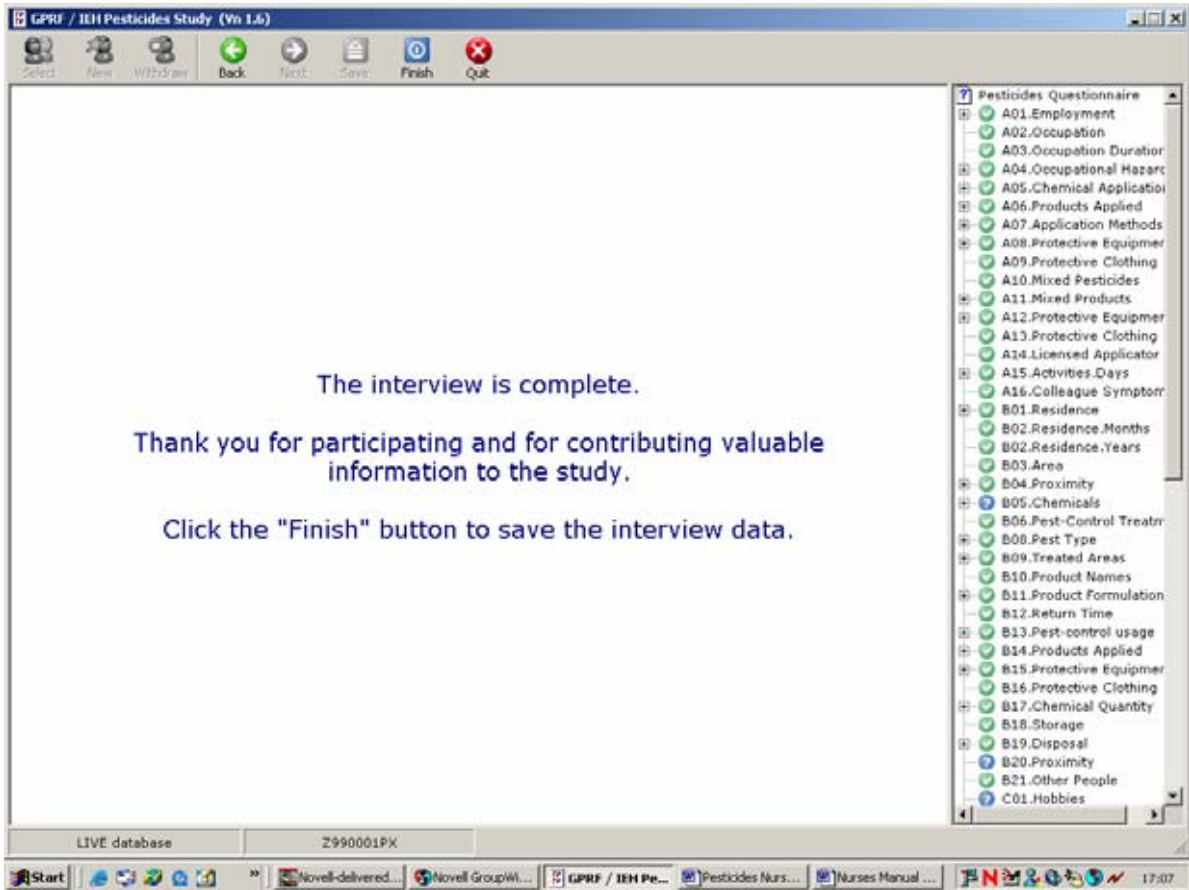 GPRF / IEH Pesticides Study (Vn 1.6)
Select New Withdraw Back Next Save Finish Quit
The interview is complete.
Thank you for participating and for contributing valuable
information to the study.
Click the "Finish" button to save the interview data.
Pesticides Questionnaire
A01.Employment
A02.Occupation
A03.Occupation Duration
A04.Occupational Hazard
A05.Chemical Applicatio
A06.Products Applied
A07.Application Methods
A08.Protective Equipmer
A09.Protective Clothing
A10.Mixed Pesticides
A11.Mixed Products
A12.Protective Equipmer
A13.Protective Clothing
A14.Licensed Applicator
A15.Activities.Days
A16.Colleague Symptom
B01.Residence
B02.Residence.Months
B02.Residence.Years
B03.Area
B04.Proximity
B05.Chemicals
B06.Pest-Control Treatm
B08.Pest Type
B09.Treated Areas
B10.Product Names
B11.Product Formulation
B12.Return Time
B13.Pest-control usage
B14.Products Applied
B15.Protective Equipmer
B16.Protective Clothing
B17.Chemical Quantity
B18.Storage
B19.Disposal
B20.Proximity
B21.Other People
C01.Hobbies
LIVE database Z990001PX
Start Novell-delivered... Novell GroupWi... GPRF / IEH Pe... Pesticides Nurs... Nurses Manual ... 17:07